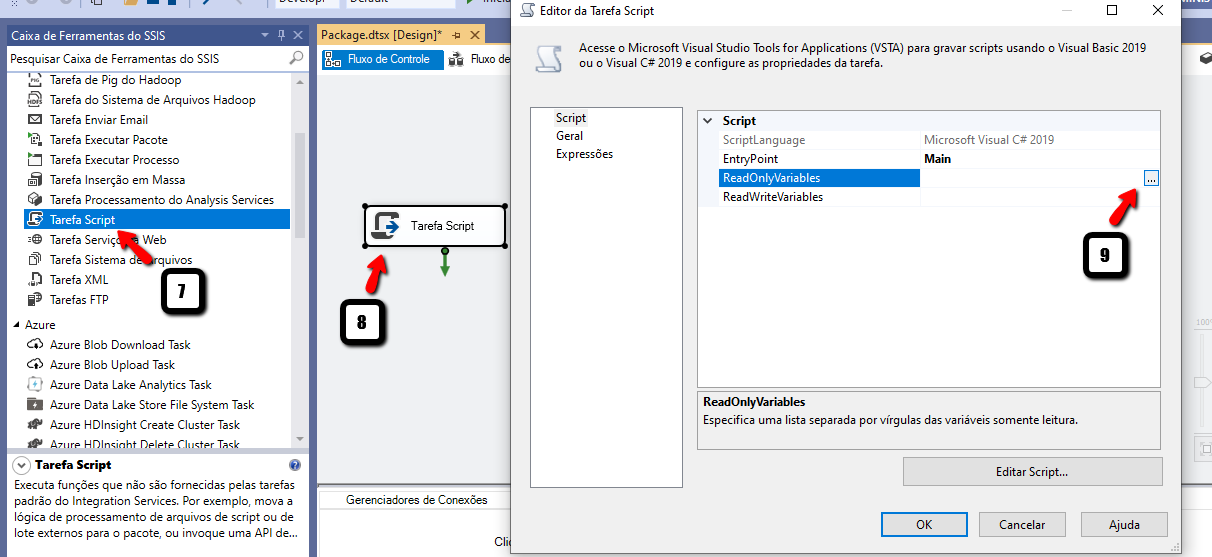 Caixa de Ferramentas do SSIS
Pesquisar Caixa de Ferramentas do SSIS
Tarefa de Pig do Hadoop
Tarefa do Sistema de Arquivos Hadoop
Tarefa Enviar Email
Tarefa Executar Pacote
Tarefa Executar Processo
Tarefa Inserção em Massa
Tarefa Processamento do Analysis Services
Tarefa Script
Tarefa Serviço da Web
Tarefa Sistema de Arquivos
Tarefa XML
Tarefas FTP
7
Azure
Azure Blob Download Task
Azure Blob Upload Task
Azure Data Lake Analytics Task
Azure Data Lake Store File System Task
Azure HDInsight Create Cluster Task
Azure HDInsight Delete Cluster Task
Tarefa Script
Executa funções que não são fornecidas pelas tarefas
padrão do Integration Services. Por exemplo, mova a
lógica de processamento de arquivos de script ou de
lote externos para o pacote, ou invoque uma API de...
Package.dtsx [Design]*
Fluxo de Controle
Fluxo de
Tarefa Script
8
Gerenciadores de Conexões
Clic
Editor da Tarefa Script
Acesse o Microsoft Visual Studio Tools for Applications (VSTA) para gravar scripts usando o Visual Basic 2019
ou o Visual C# 2019 e configure as propriedades da tarefa.
Script
Geral
Expressões
Script
ScriptLanguage Microsoft Visual C# 2019
EntryPoint Main
ReadOnlyVariables ...
ReadWriteVariables
9
ReadOnlyVariables
Especifica uma lista separada por vírgulas das variáveis somente leitura.
Editar Script...
OK Cancelar Ajuda
100%